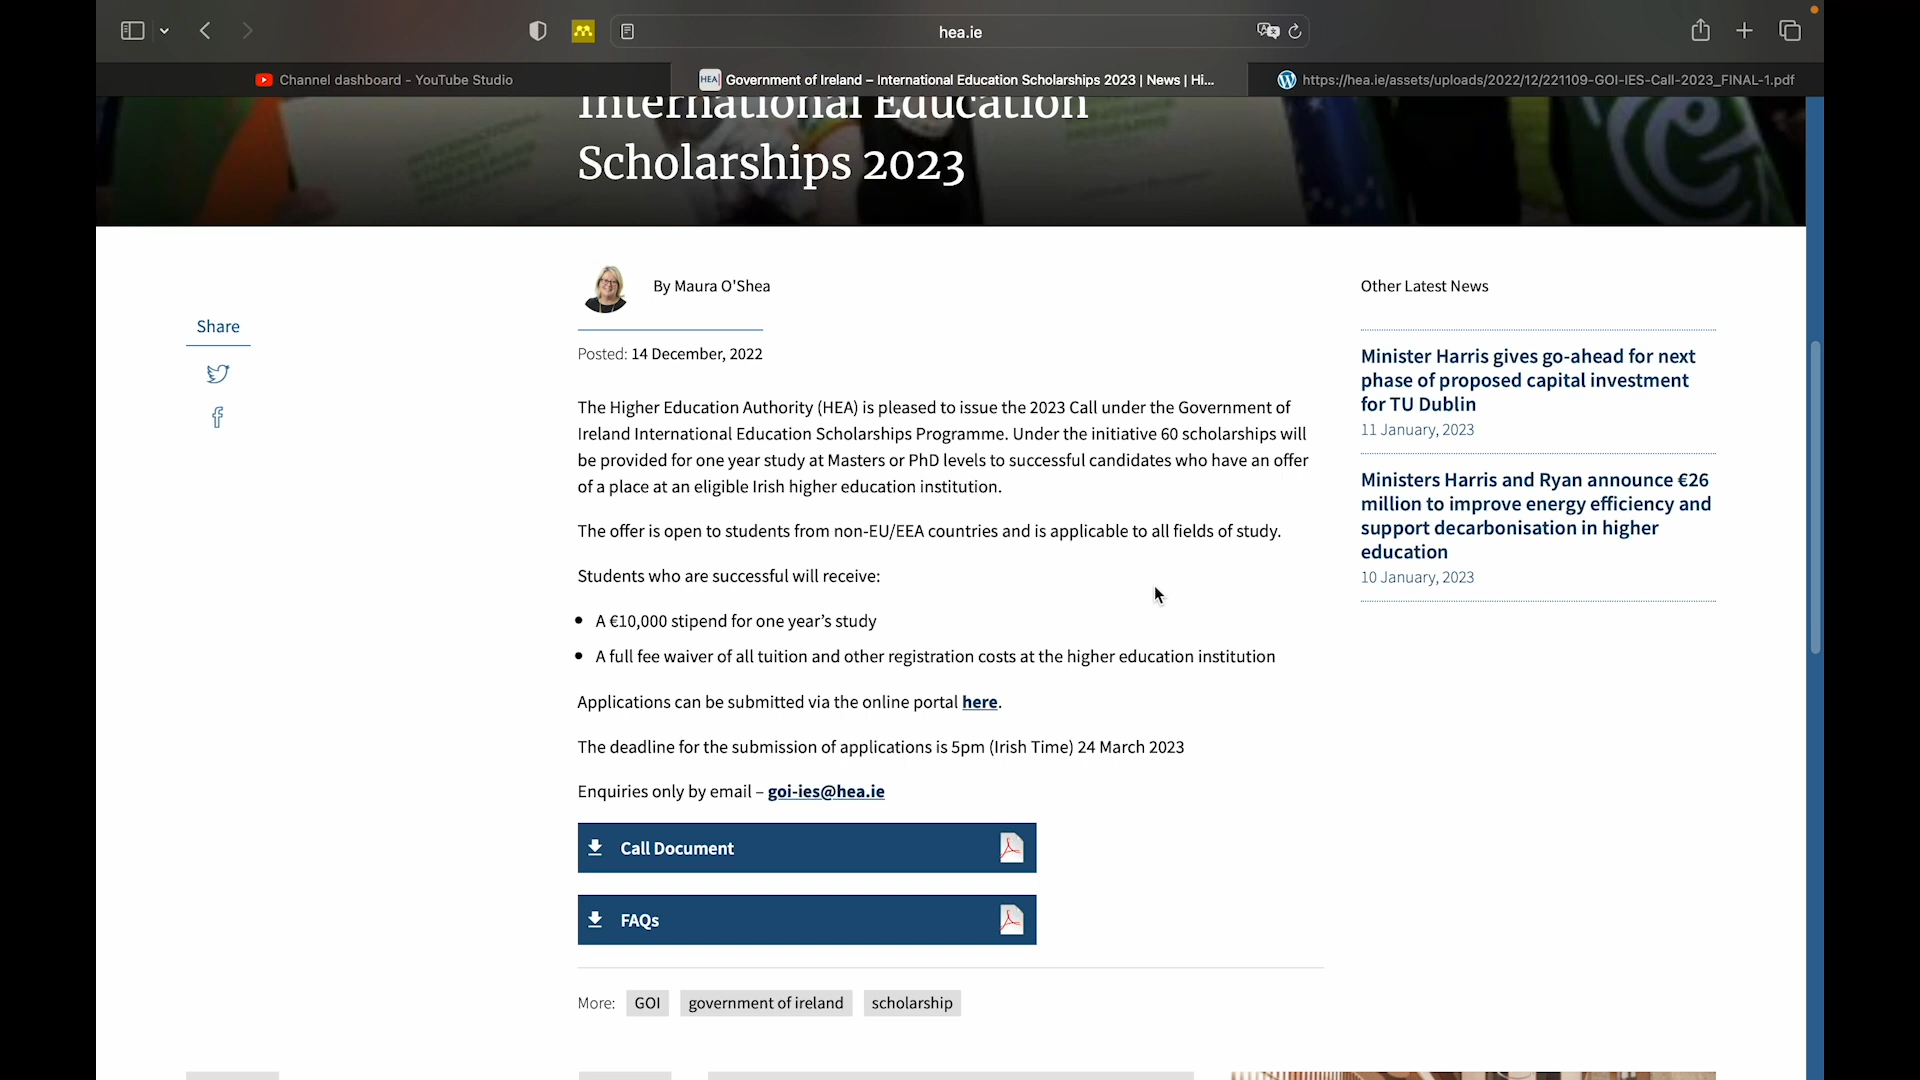 hea.ie
Channel dashboard - YouTube Studio
HEA Government of Ireland – International Education Scholarships 2023 | News | Hi...
https://hea.ie/assets/uploads/2022/12/221109-GOI-IES-Call-2023_FINAL-1.pdf
International Education
Scholarships 2023
By Maura O'Shea
Other Latest News
Share
Posted: 14 December, 2022
Minister Harris gives go-ahead for next
phase of proposed capital investment
for TU Dublin
11 January, 2023
The Higher Education Authority (HEA) is pleased to issue the 2023 Call under the Government of
Ireland International Education Scholarships Programme. Under the initiative 60 scholarships will
be provided for one year study at Masters or PhD levels to successful candidates who have an offer
of a place at an eligible Irish higher education institution.
Ministers Harris and Ryan announce €26
million to improve energy efficiency and
support decarbonisation in higher
education
10 January, 2023
The offer is open to students from non-EU/EEA countries and is applicable to all fields of study.
Students who are successful will receive:
• A €10,000 stipend for one year’s study
• A full fee waiver of all tuition and other registration costs at the higher education institution
Applications can be submitted via the online portal here.
The deadline for the submission of applications is 5pm (Irish Time) 24 March 2023
Enquiries only by email – goi-ies@hea.ie
Call Document
FAQs
More: GOI government of ireland scholarship